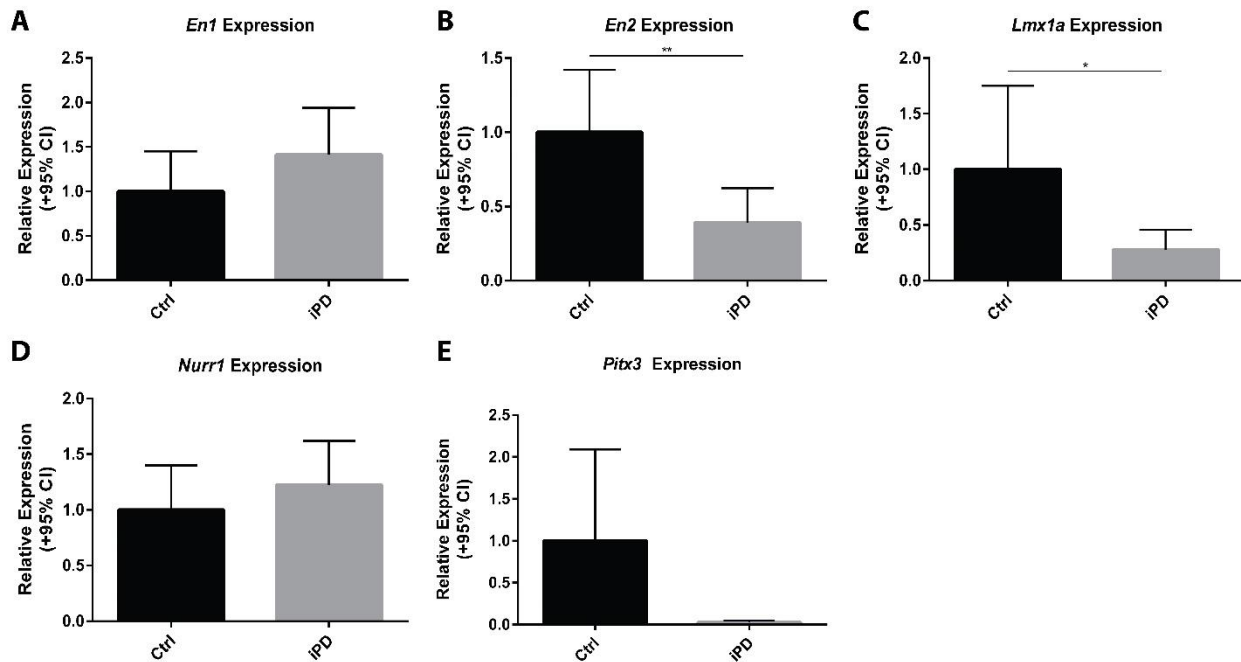 A
En1 Expression
Relative Expression
(+95% CI)
2.5
2.0
1.5
1.0
0.5
0.0
Ctrl
iPD
B
En2 Expression
Relative Expression
(+95% CI)
1.5
1.0
0.5
0.0
**
Ctrl
iPD
C
Lmx1a Expression
Relative Expression
(+95% CI)
2.0
1.5
1.0
0.5
0.0
*
Ctrl
iPD
D
Nurr1 Expression
Relative Expression
(+95% CI)
2.0
1.5
1.0
0.5
0.0
Ctrl
iPD
E
Pitx3 Expression
Relative Expression
(+95% CI)
2.5
2.0
1.5
1.0
0.5
0.0
Ctrl
iPD